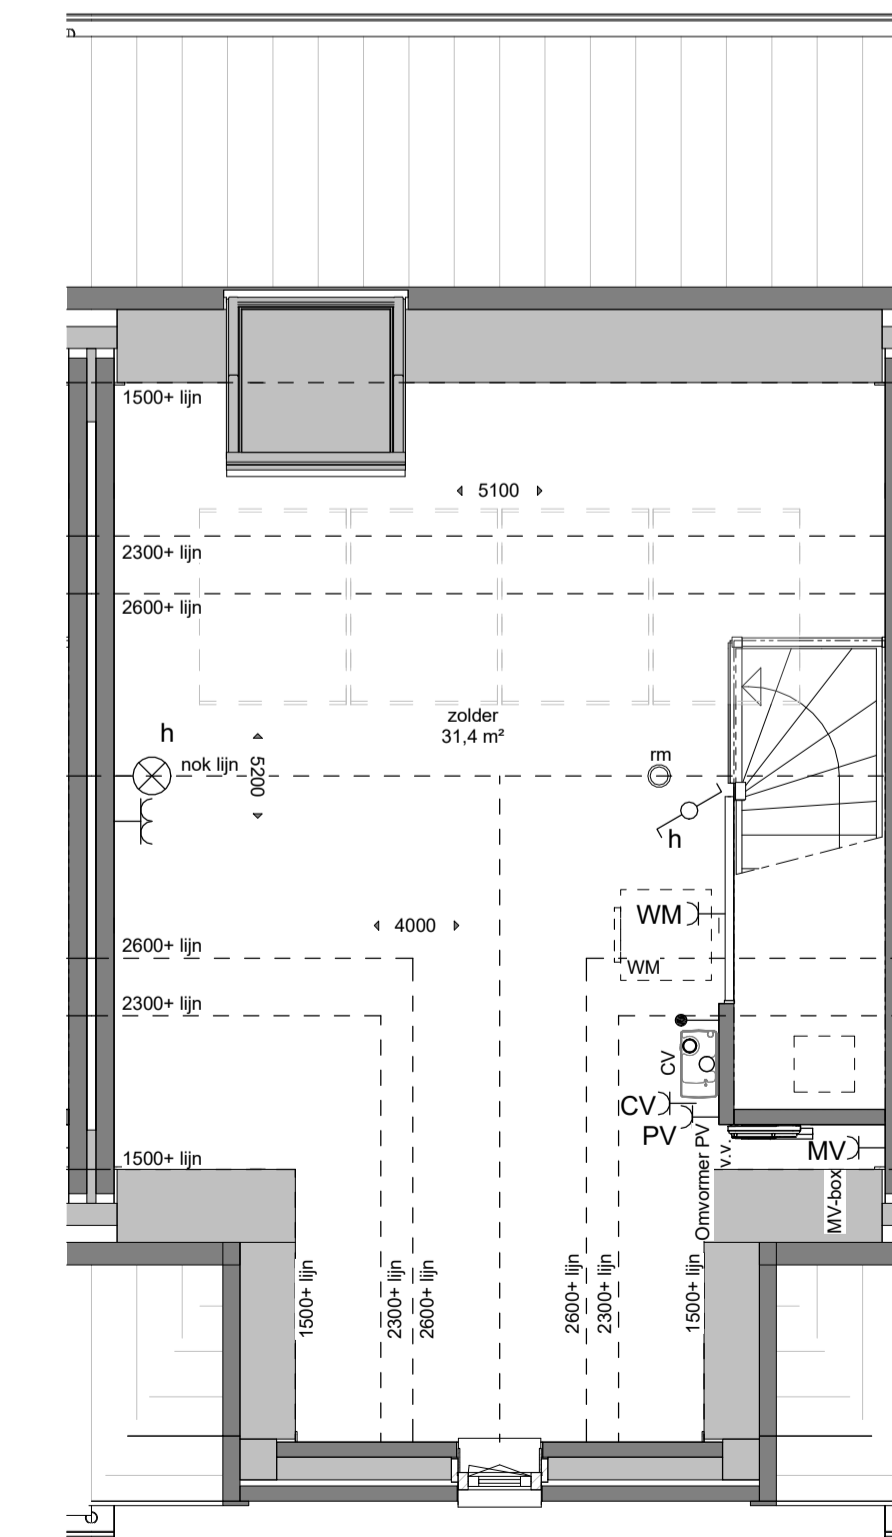 1500+ lijn
5100
2300+ lijn
2600+ lijn
zolder
31,4 m²
h
nok lijn
5200
rm
h
WM
4000
2600+ lijn
WM
2300+ lijn
CV
CV
PV
Omvormer PV
v.v.
MV
MV-box
1500+ lijn
1500+ lijn
2300+ lijn
2600+ lijn
2600+ lijn
2300+ lijn
1500+ lijn